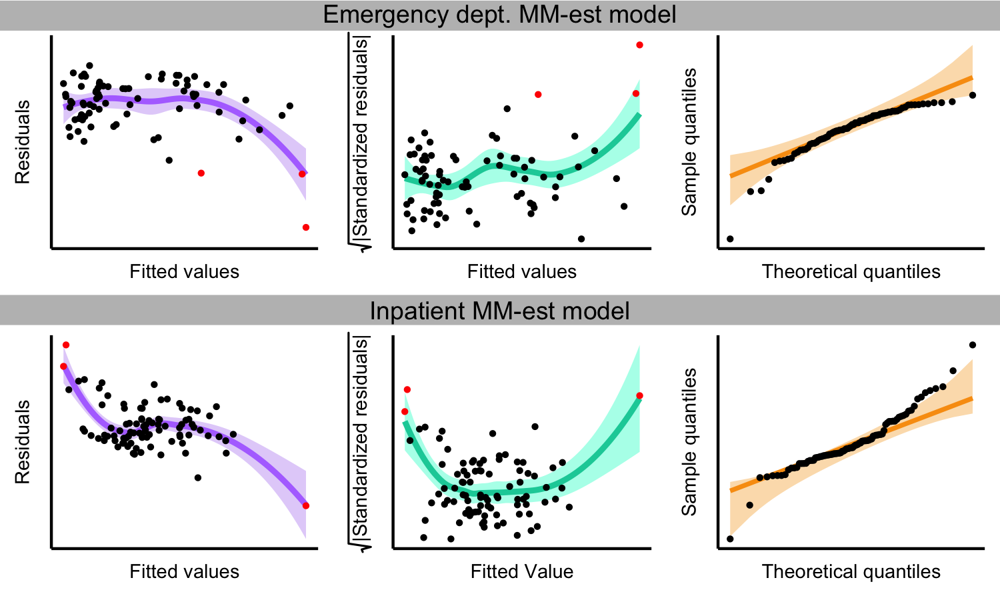 Emergency dept. MM-est model
Residuals
Fitted values
√|Standardized residuals|
Fitted values
Sample quantiles
Theoretical quantiles
Inpatient MM-est model
Residuals
Fitted values
√|Standardized residuals|
Fitted Value
Sample quantiles
Theoretical quantiles